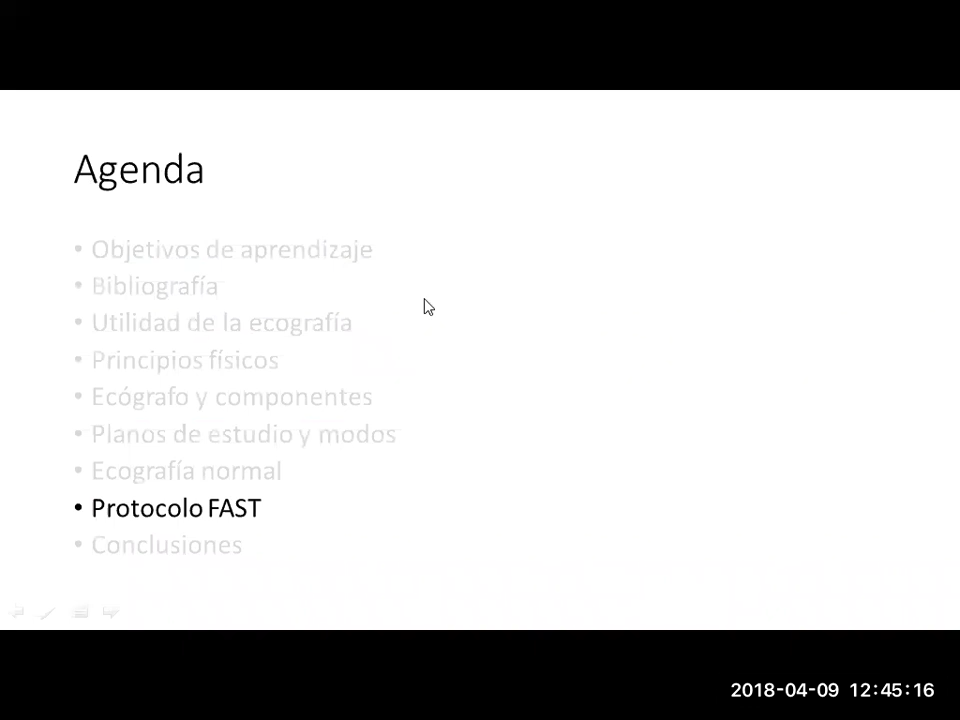 Agenda
• Objetivos de aprendizaje
• Bibliografía
• Utilidad de la ecografía
• Principios físicos
• Ecógrafo y componentes
• Planos de estudio y modos
• Ecografía normal
• Protocolo FAST
• Conclusiones
2018-04-09 12:45:16